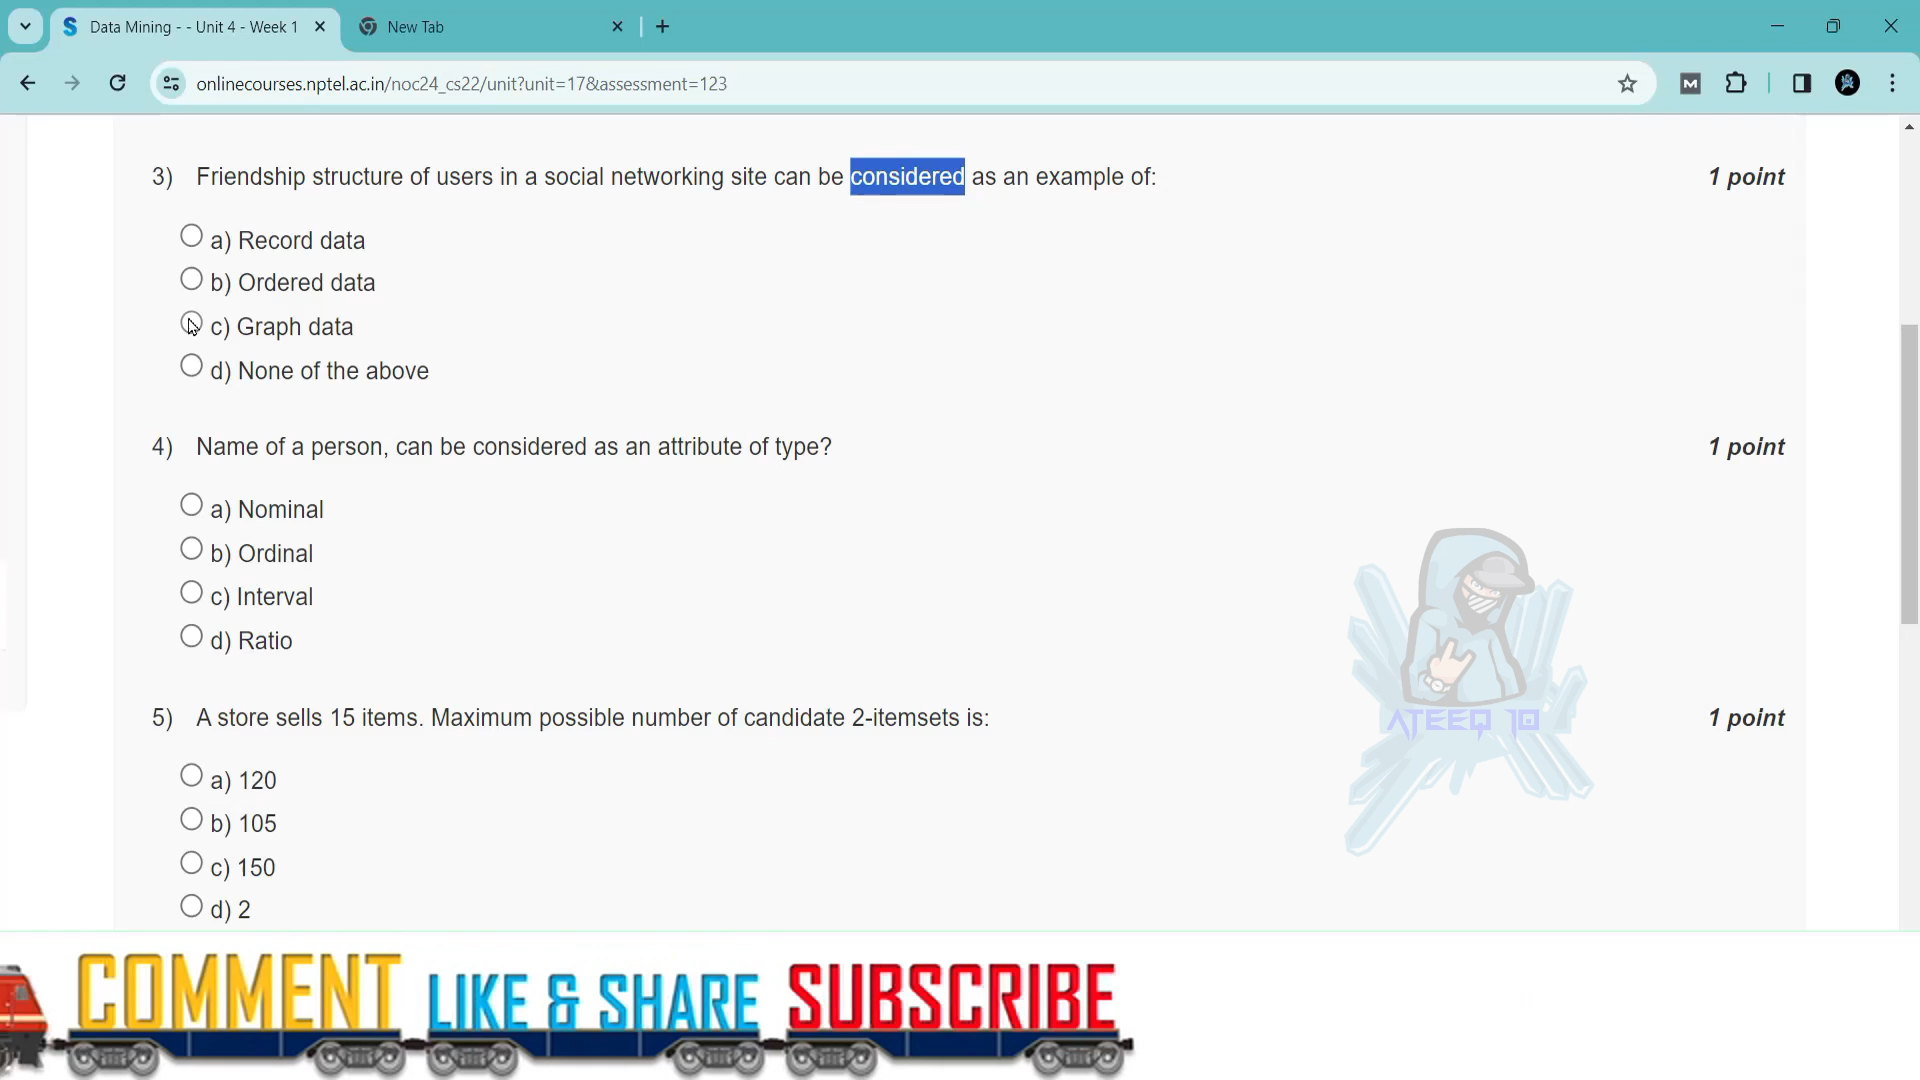 Data Mining - - Unit 4 - Week 1
New Tab
onlinecourses.nptel.ac.in/noc24_cs22/unit?unit=17&assessment=123
M
3) Friendship structure of users in a social networking site can be considered as an example of: 1 point
a) Record data
b) Ordered data
c) Graph data
d) None of the above
4) Name of a person, can be considered as an attribute of type? 1 point
a) Nominal
b) Ordinal
c) Interval
d) Ratio
5) A store sells 15 items. Maximum possible number of candidate 2-itemsets is: 1 point
a) 120
b) 105
c) 150
d) 2
ATEEQ 10
COMMENT LIKE & SHARE SUBSCRIBE